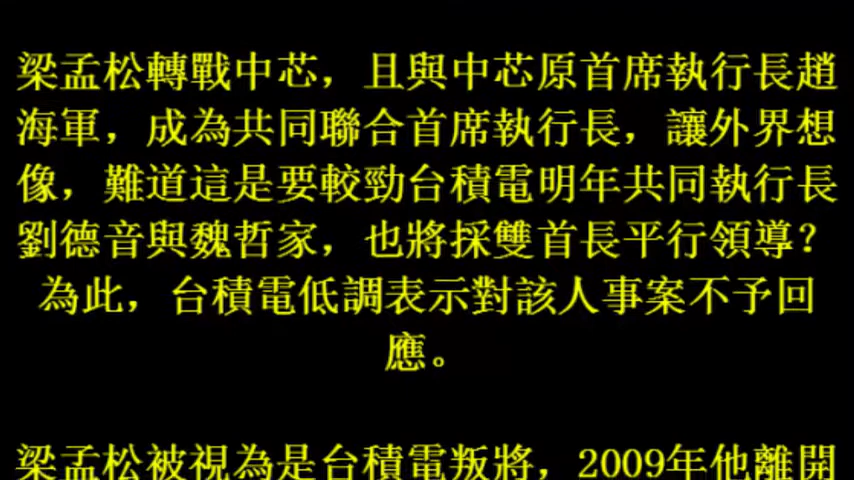 梁孟松轉戰中芯，且與中芯原首席執行長趙
海軍，成為共同聯合首席執行長，讓外界想
像，難道這是要較勁台積電明年共同執行長
劉德音與魏哲家，也將採雙首長平行領導？
為此，台積電低調表示對該人事案不予回
應。
梁孟松被視為是台積電叛將，2009年他離開